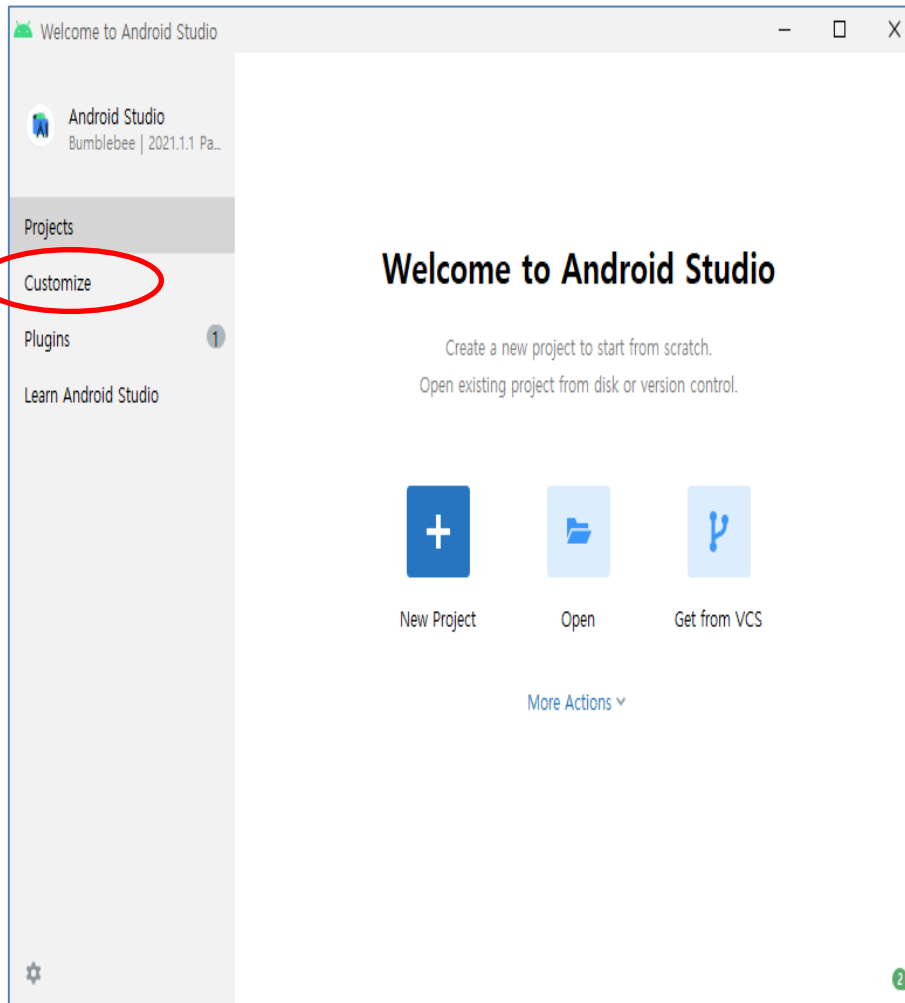 Welcome to Android Studio
Android Studio
Bumblebee | 2021.1.1 Pa...
Projects
Customize
Plugins 1
Learn Android Studio
Welcome to Android Studio
Create a new project to start from scratch.
Open existing project from disk or version control.
New Project Open Get from VCS
More Actions
2